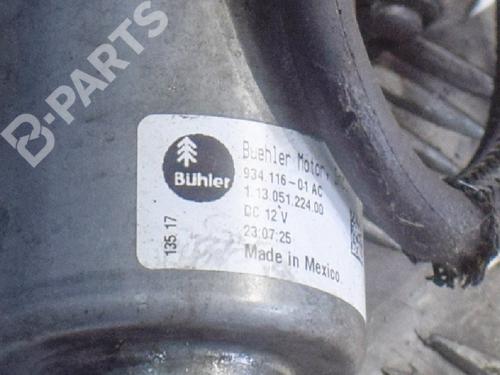 B-PARTS
Bühler
Buehler Motor,
934.116-01 AC
1.13.051.224.00
DC 12 V
23:07:25
Made in Mexico
135 17